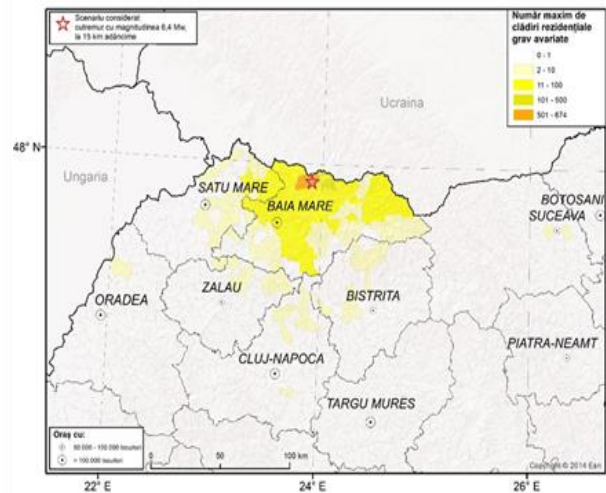 Scenariu considerat:
cutremur cu magnitudinea 6,4 Mw,
la 15 km adâncime
Număr maxim de
clădiri rezidențiale
grav avariate
0 - 1
2 - 10
11 - 100
101 - 500
501 - 674
Ucraina
48° N
Ungaria
SATU MARE
BAIA MARE
BOTOSANI
SUCEAVA
ORADEA
ZALAU
BISTRITA
PIATRA-NEAMT
CLUJ-NAPOCA
TARGU MURES
Oraș cu:
50 000 - 100 000 locuitori
> 100 000 locuitori
0 50 100 km
Copyright © 2014 Esri
22° E
24° E
26° E